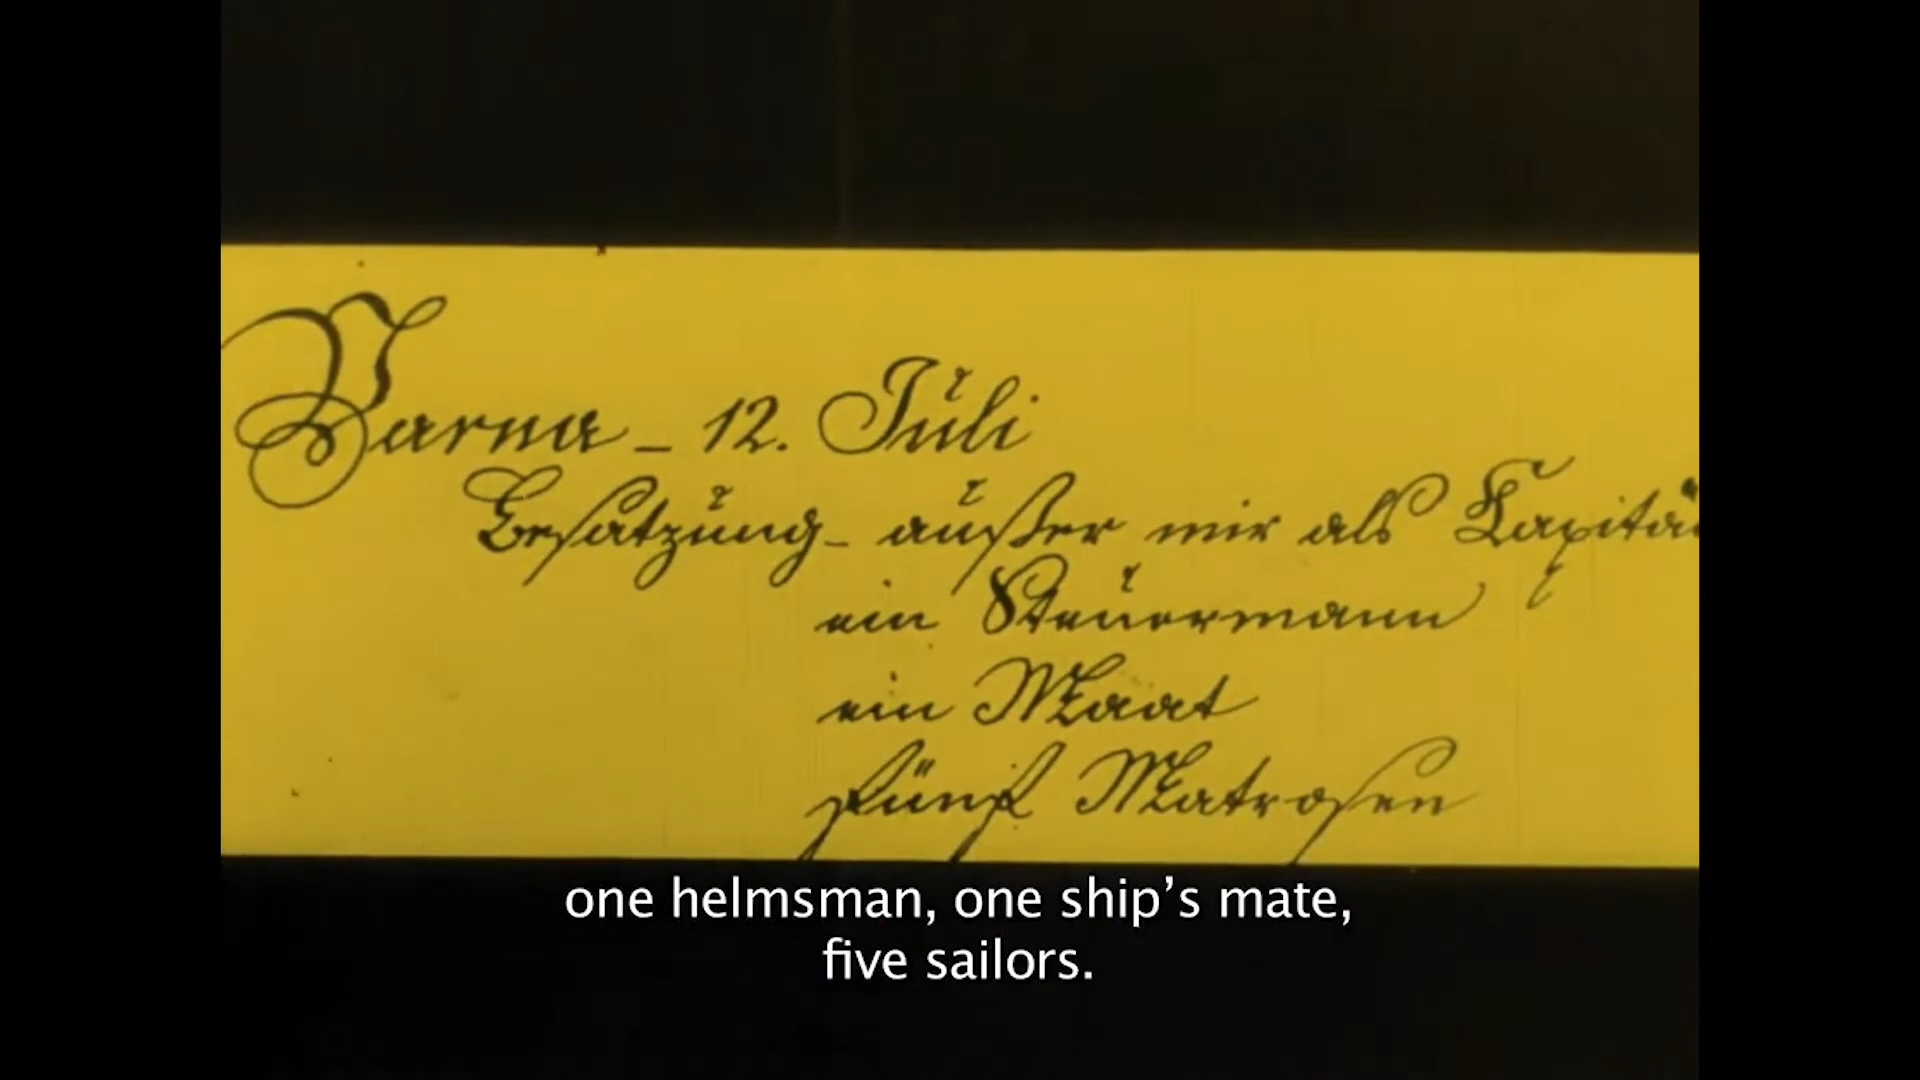 Varna – 12. Juli
Besatzung – außer mir als Kapitä
ein Steuermann
ein Maat
fünf Matrosen
one helmsman, one ship’s mate,
five sailors.